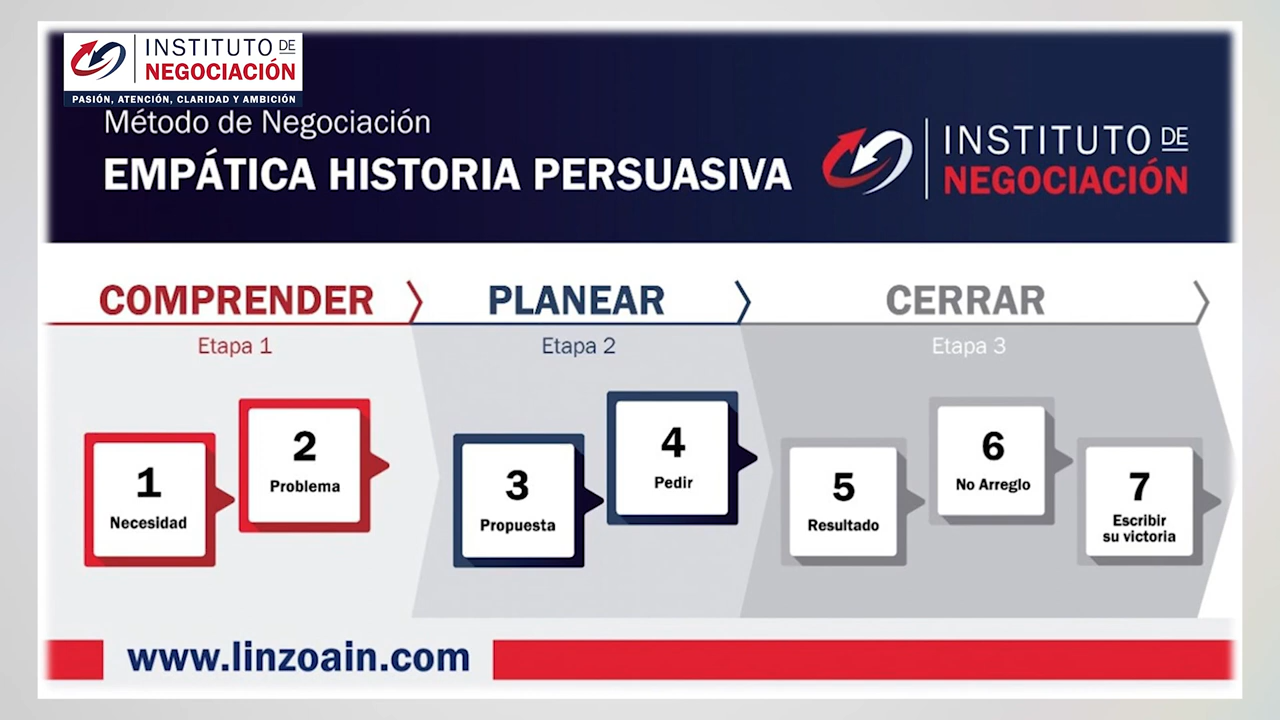 INSTITUTO DE
NEGOCIACIÓN
PASIÓN, ATENCIÓN, CLARIDAD Y AMBICIÓN
Método de Negociación
EMPÁTICA HISTORIA PERSUASIVA
INSTITUTO DE
NEGOCIACIÓN
COMPRENDER
Etapa 1
PLANEAR
Etapa 2
CERRAR
Etapa 3
1
Necesidad
2
Problema
3
Propuesta
4
Pedir
5
Resultado
6
No Arreglo
7
Escribir
su victoria
www.linzoain.com